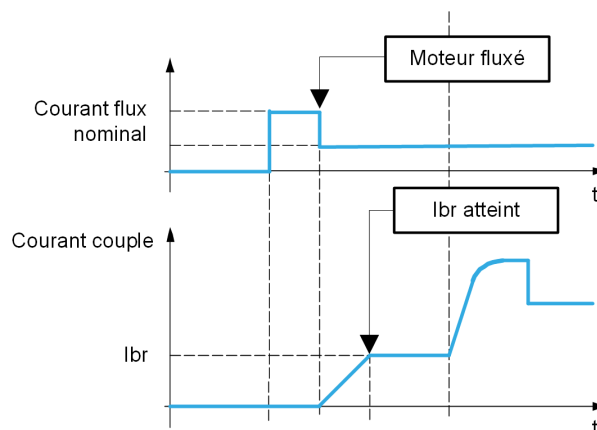 Moteur fluxé
Courant flux
nominal
t
Ibr atteint
Courant couple
Ibr
t